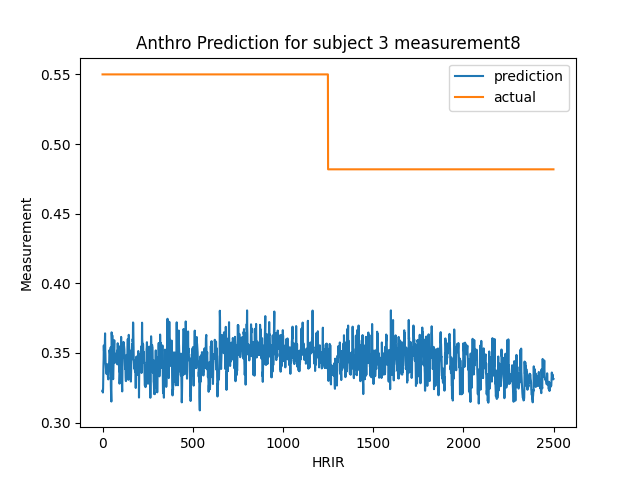 Anthro Prediction for subject 3 measurement8
prediction
actual
Measurement
0.55
0.50
0.45
0.40
0.35
0.30
0 500 1000 1500 2000 2500
HRIR